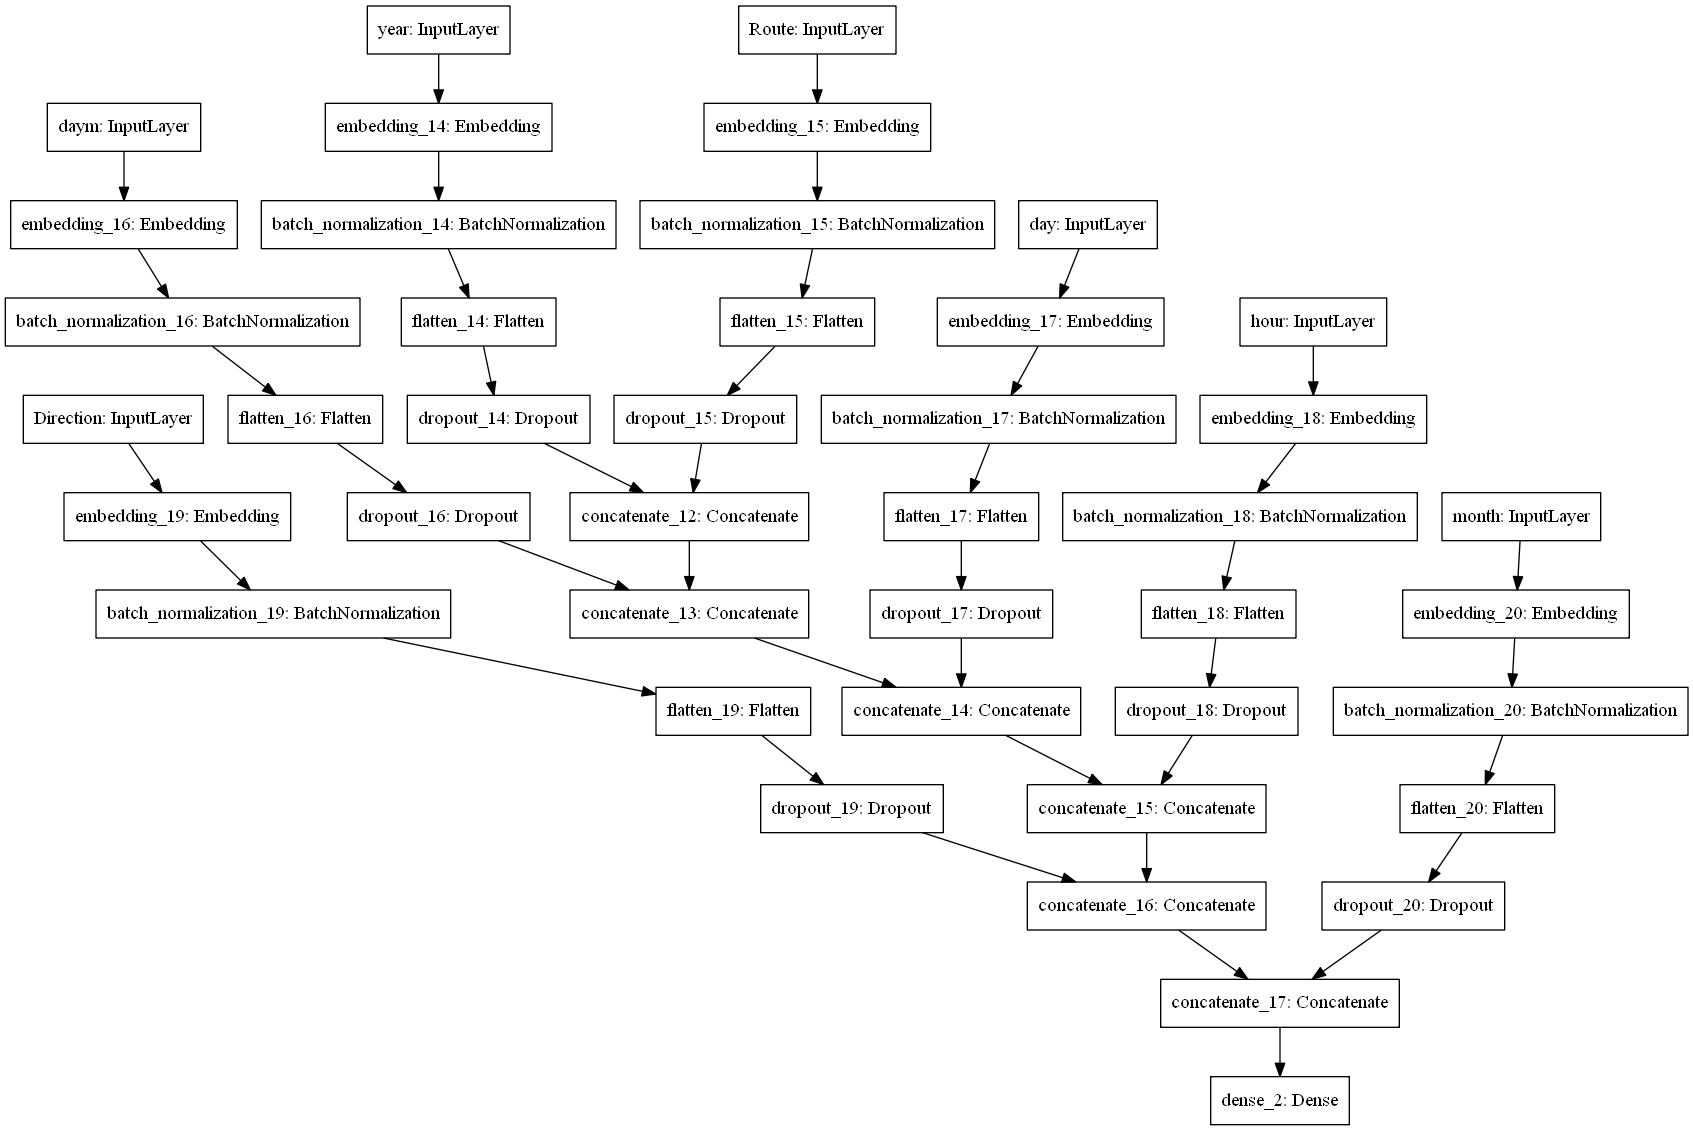 year: InputLayer
Route: InputLayer
daym: InputLayer
embedding_14: Embedding
embedding_15: Embedding
embedding_16: Embedding
batch_normalization_14: BatchNormalization
batch_normalization_15: BatchNormalization
day: InputLayer
batch_normalization_16: BatchNormalization
flatten_14: Flatten
flatten_15: Flatten
embedding_17: Embedding
hour: InputLayer
Direction: InputLayer
flatten_16: Flatten
dropout_14: Dropout
dropout_15: Dropout
batch_normalization_17: BatchNormalization
embedding_18: Embedding
embedding_19: Embedding
dropout_16: Dropout
concatenate_12: Concatenate
flatten_17: Flatten
batch_normalization_18: BatchNormalization
month: InputLayer
batch_normalization_19: BatchNormalization
concatenate_13: Concatenate
dropout_17: Dropout
flatten_18: Flatten
embedding_20: Embedding
flatten_19: Flatten
concatenate_14: Concatenate
dropout_18: Dropout
batch_normalization_20: BatchNormalization
dropout_19: Dropout
concatenate_15: Concatenate
flatten_20: Flatten
concatenate_16: Concatenate
dropout_20: Dropout
concatenate_17: Concatenate
dense_2: Dense